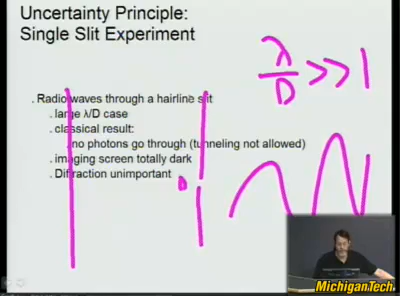 Uncertainty Principle:
Single Slit Experiment
λ/D >> 1
. Radio waves through a hairline slit
. large λ/D case
. classical result:
no photons go through (tunneling not allowed)
. imaging screen totally dark
. Diffraction unimportant
D
MichiganTech